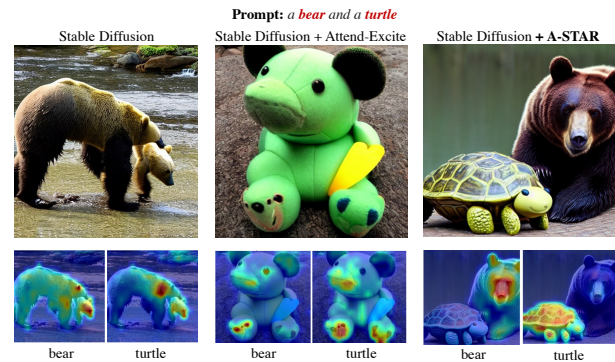 Prompt: a bear and a turtle
Stable Diffusion
Stable Diffusion + Attend-Excite
Stable Diffusion + A-STAR
bear
turtle
bear
turtle
bear
turtle